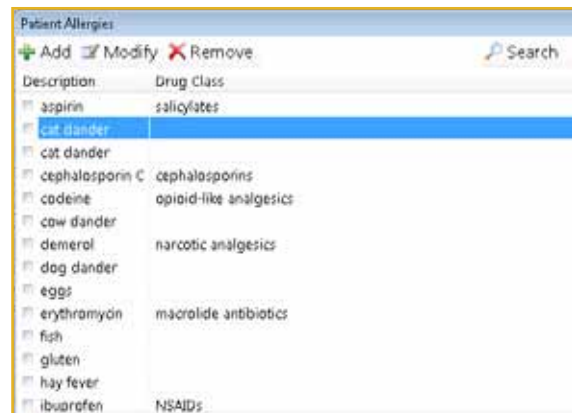 Patient Allergies
Add Modify Remove Search
Description Drug Class
aspirin salicylates
cat dander
cat dander
cephalosporin C cephalosporins
codeine opioid-like analgesics
cow dander
demerol narcotic analgesics
dog dander
eggs
erythromycin macrolide antibiotics
fish
gluten
hay fever
ibuprofen NSAIDs